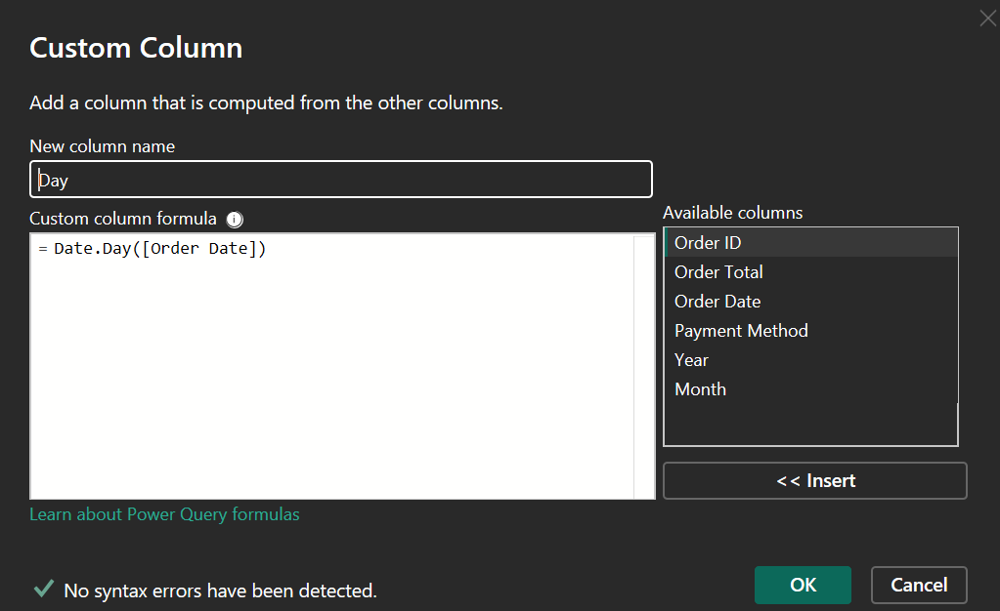 Custom Column
Add a column that is computed from the other columns.
New column name
Day
Custom column formula
= Date.Day([Order Date])
Available columns
Order ID
Order Total
Order Date
Payment Method
Year
Month
<< Insert
Learn about Power Query formulas
No syntax errors have been detected.
OK
Cancel